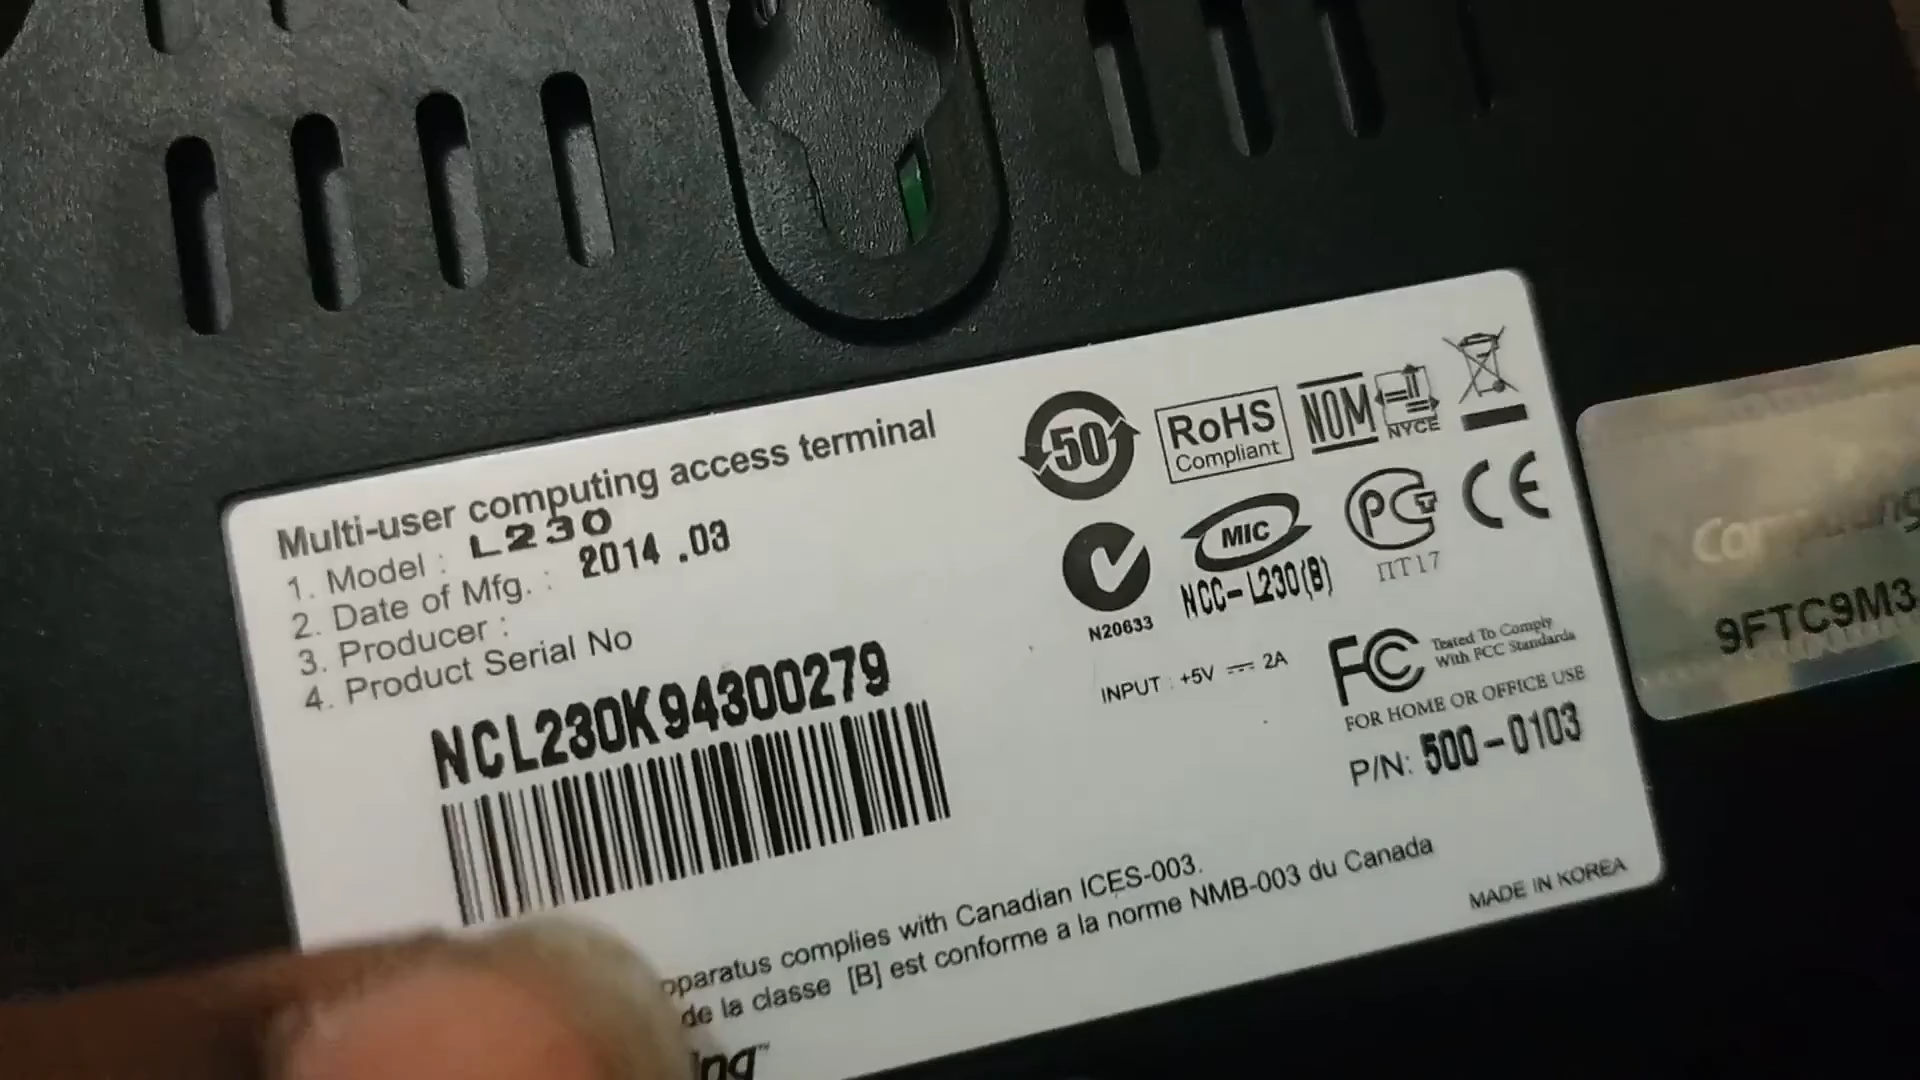 Multi-user computing access terminal
1. Model : L230
2. Date of Mfg. : 2014 .03
3. Producer :
4. Product Serial No
NCL230K94300279
50
RoHS
Compliant
NOM
NYCE
N20633
MIC
NCC-L230(B)
PCT
ПТ17
CE
INPUT : +5V 2A
FC
Tested To Comply
With FCC Standards
FOR HOME OR OFFICE USE
P/N: 500-0103
pparatus complies with Canadian ICES-003.
de la classe [B] est conforme a la norme NMB-003 du Canada
MADE IN KOREA
ing™
9FTC9M3